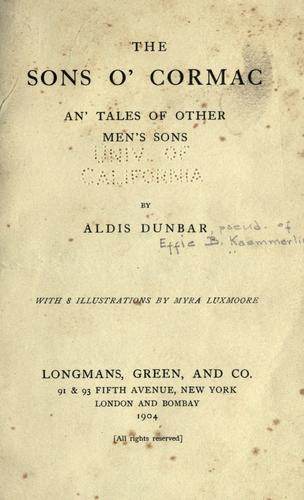 THE
SONS O' CORMAC
AN' TALES OF OTHER
MEN'S SONS
UNIV. OF
CALIFORNIA
BY
ALDIS DUNBAR, pseud. of
Effie B. Kaemmerlin
WITH 8 ILLUSTRATIONS BY MYRA LUXMOORE
LONGMANS, GREEN, AND CO.
91 & 93 FIFTH AVENUE, NEW YORK
LONDON AND BOMBAY
1904
[All rights reserved]